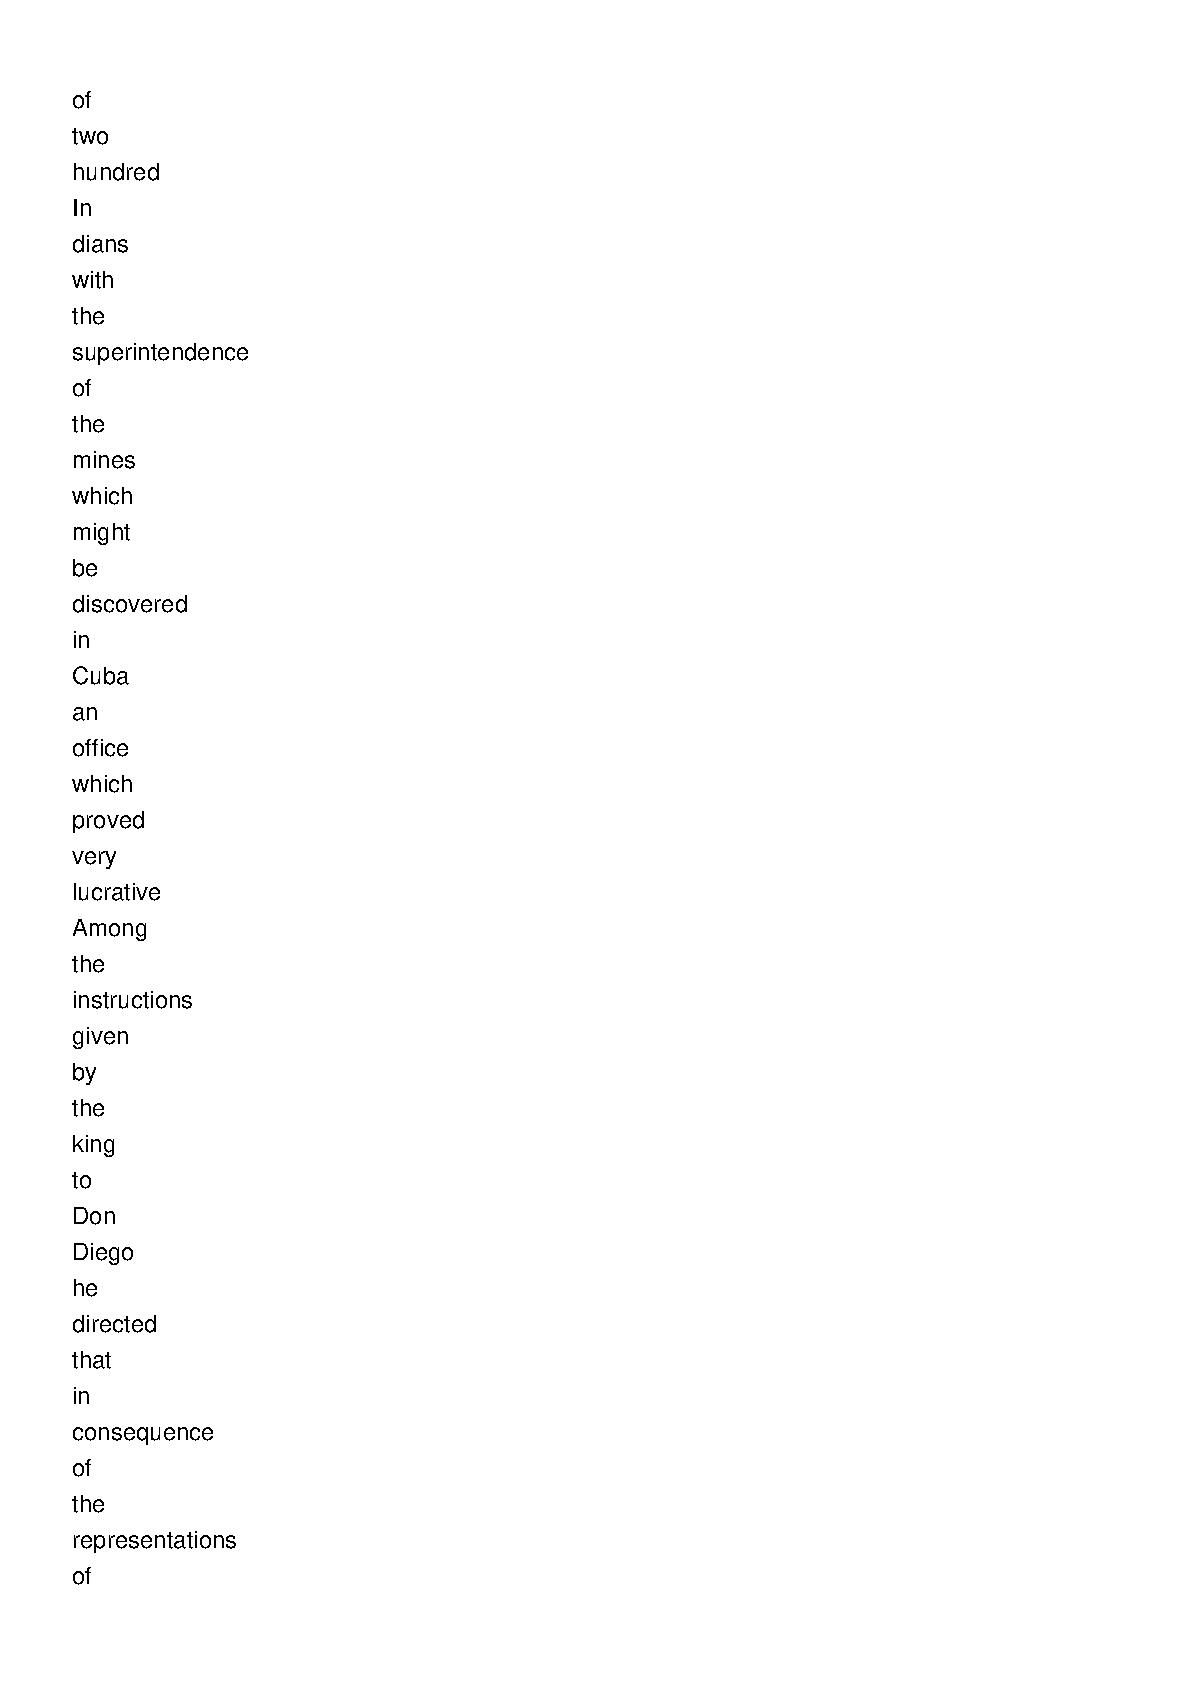 of
two
hundred
In
dians
with
the
superintendence
of
the
mines
which
might
be
discovered
in
Cuba
an
office
which
proved
very
lucrative
Among
the
instructions
given
by
the
king
to
Don
Diego
he
directed
that
in
consequence
of
the
representations
of